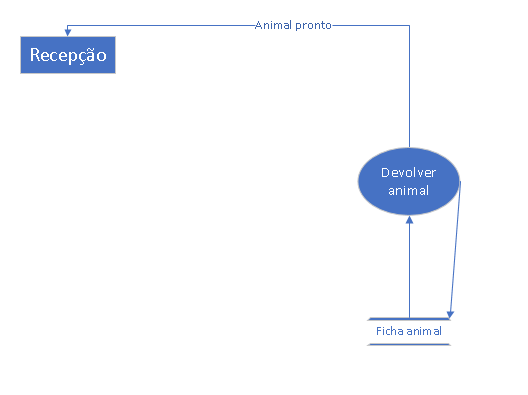 Animal pronto
Recepção
Devolver
animal
Ficha animal